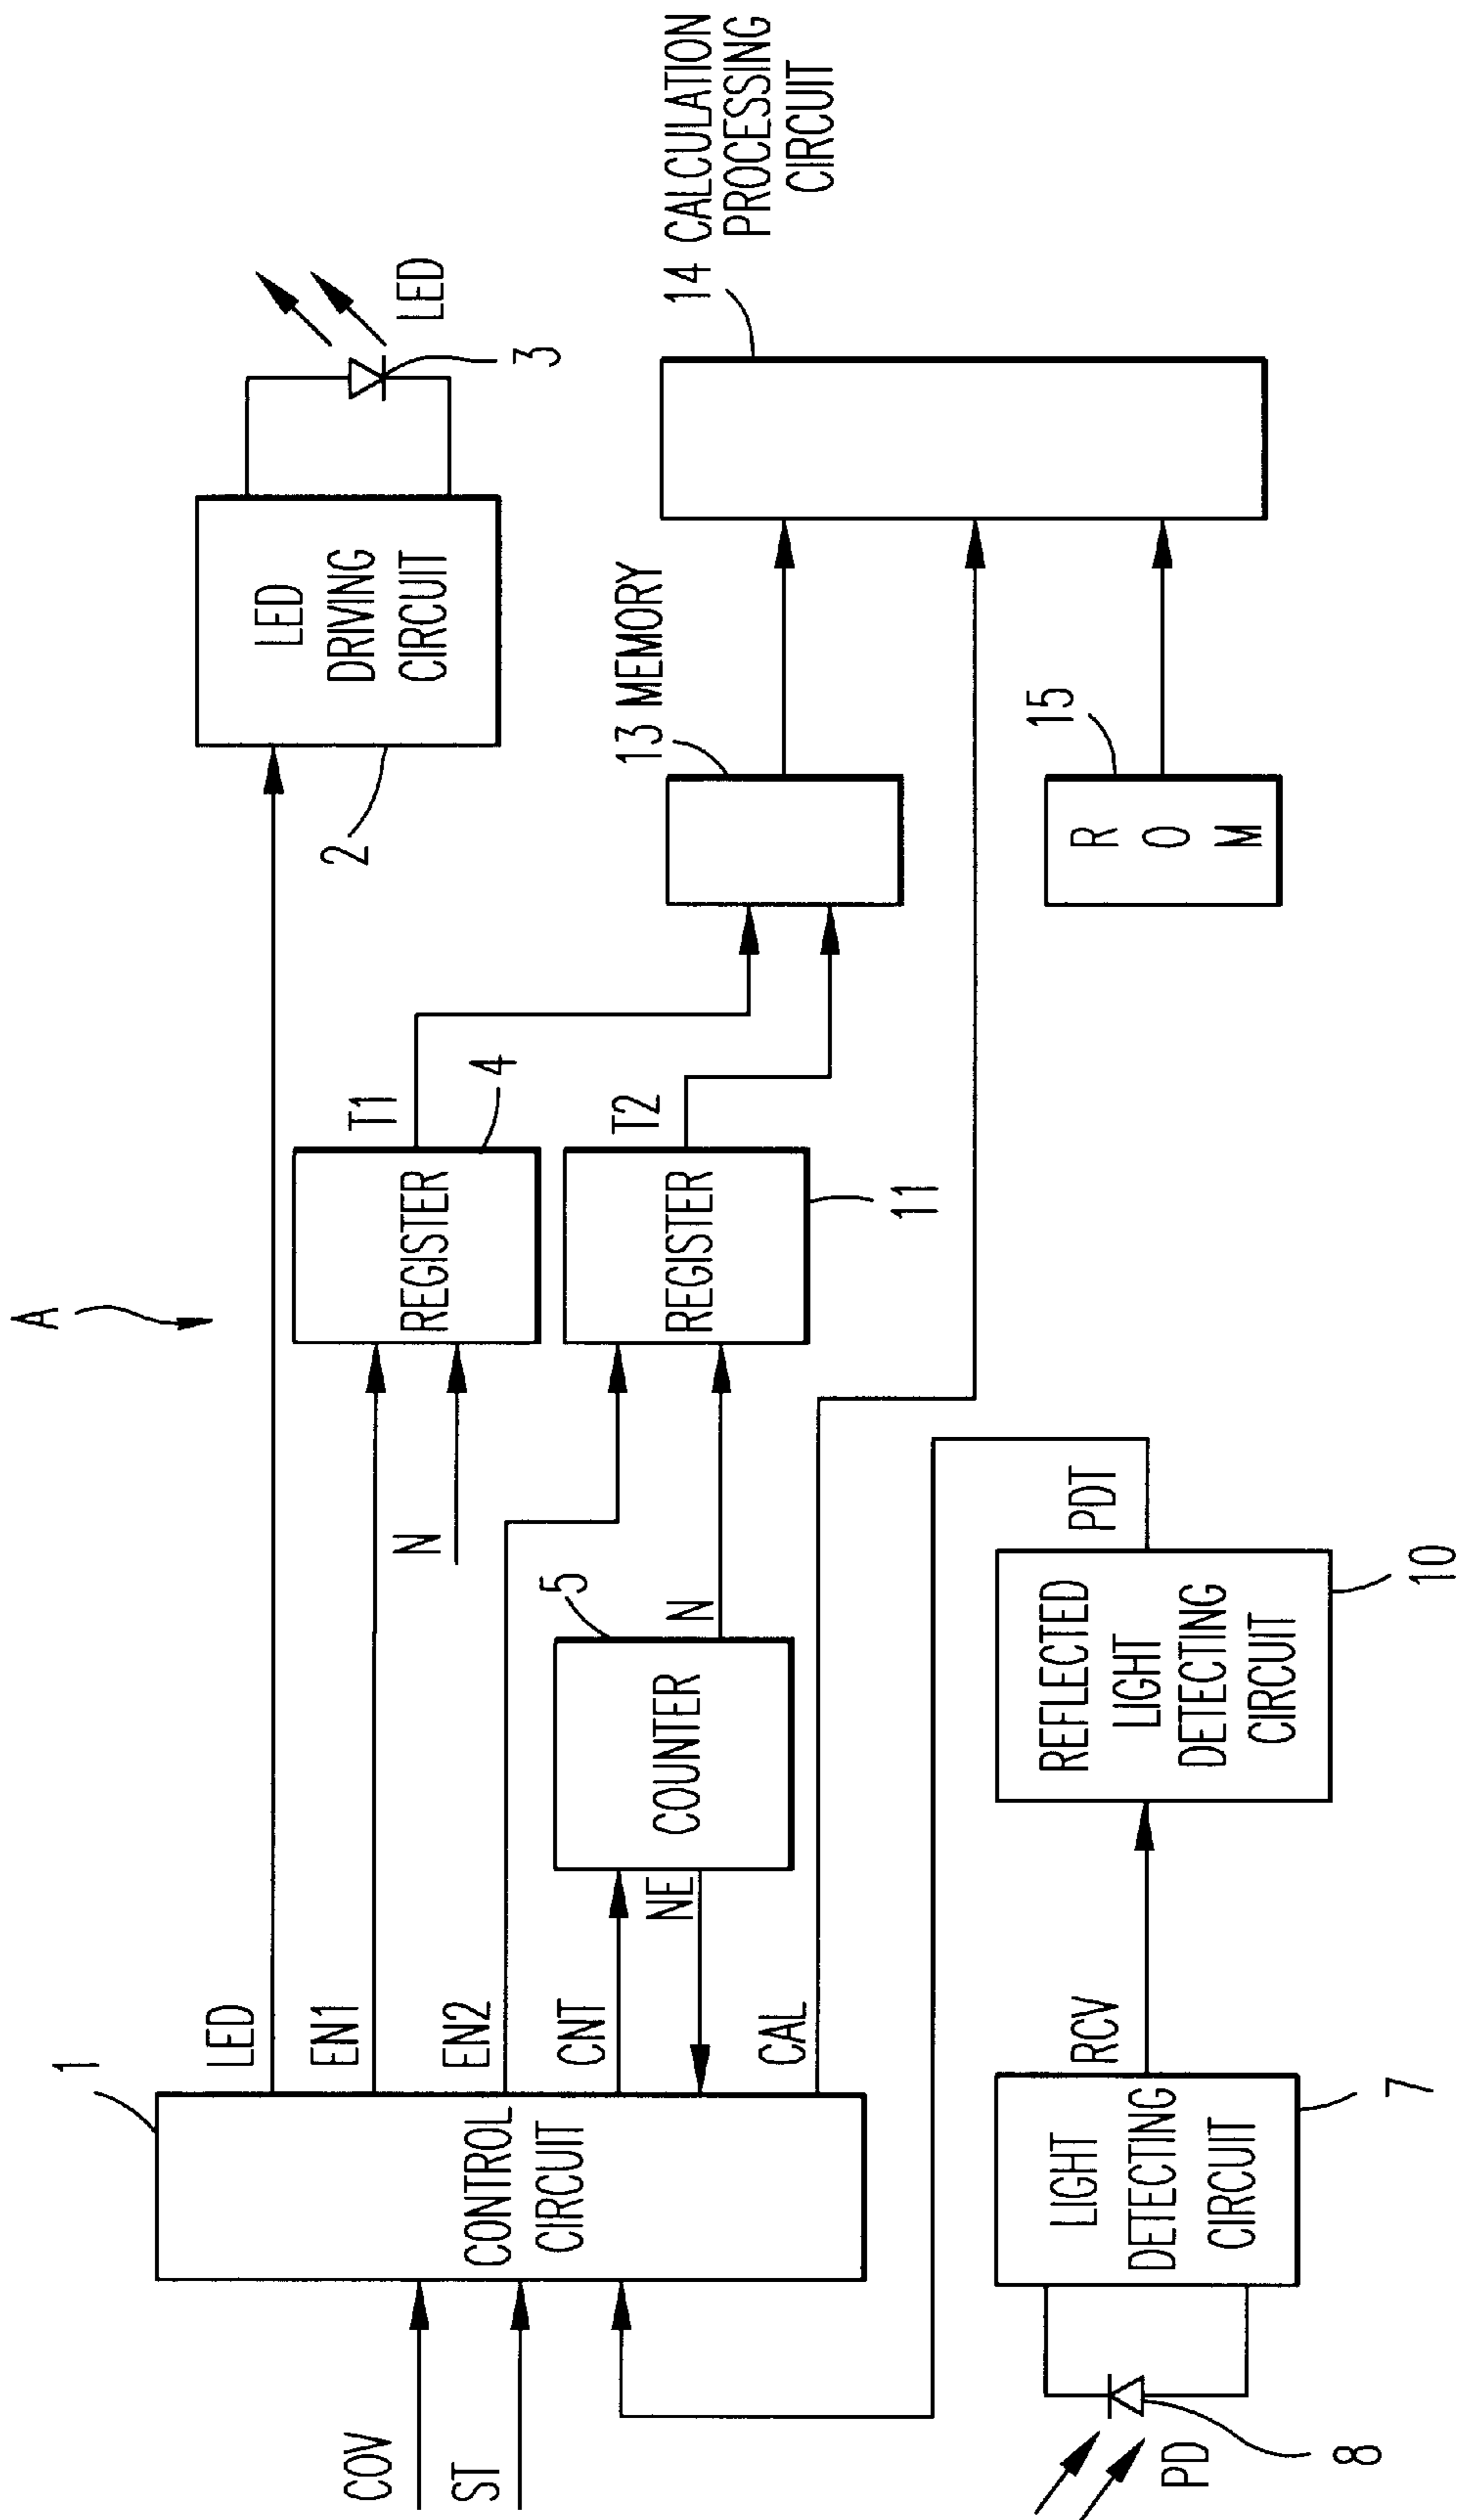 A
1
CONTROL
CIRCUIT
COV
ST
LED
EN1
EN2
CNT
NE
CAL
LED
DRIVING
CIRCUIT
2
LED
3
REGISTER
4
T1
N
REGISTER
11
T2
COUNTER
5
N
13 MEMORY
14 CALCULATION
PROCESSING
CIRCUIT
ROM
15
PD
8
LIGHT
DETECTING
CIRCUIT
7
RCV
REFLECTED
LIGHT
DETECTING
CIRCUIT
10
PDT